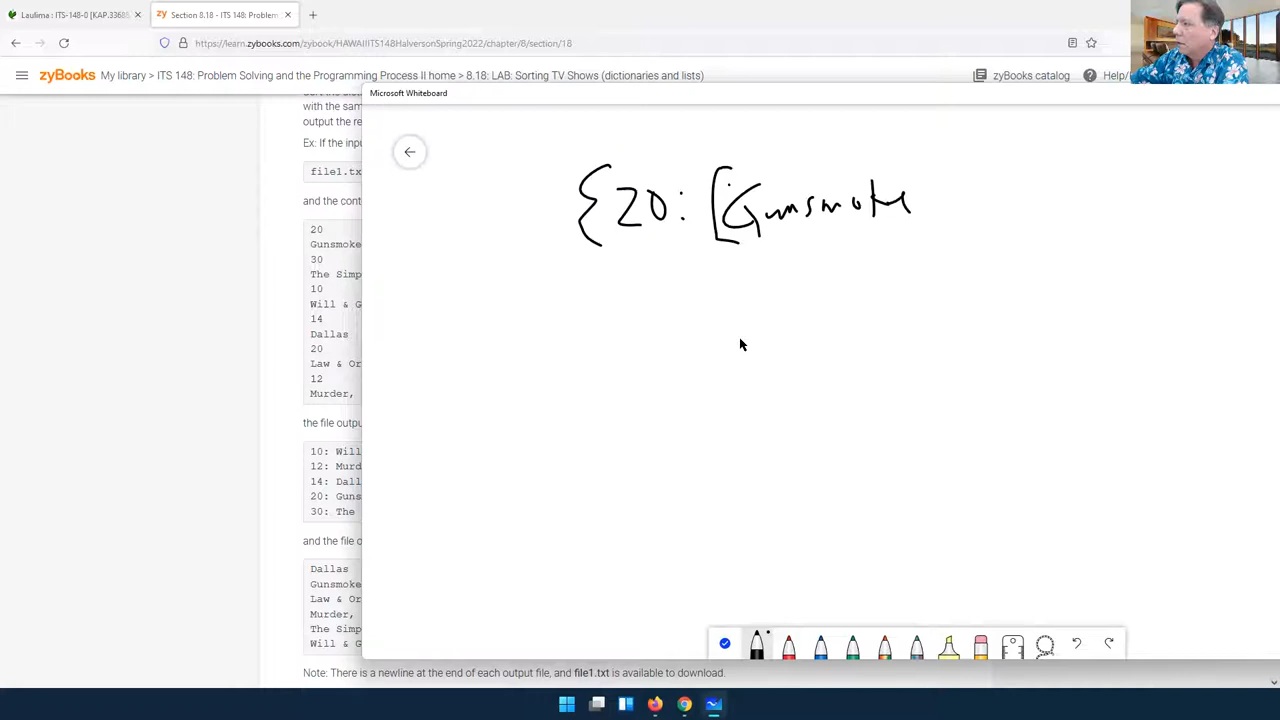 Laulima : ITS-148-0 [KAP.33688
Section 8.18 - ITS 148: Problem
https://learn.zybooks.com/zybook/HAWAIIITS148HalversonSpring2022/chapter/8/section/18
zyBooks My library > ITS 148: Problem Solving and the Programming Process II home > 8.18: LAB: Sorting TV Shows (dictionaries and lists)
zyBooks catalog
Help/
Microsoft Whiteboard
with the sam
output the re
Ex: If the inpu
file1.tx
and the cont
20
Gunsmoke
30
The Simp
10
Will & G
14
Dallas
20
Law & Or
12
Murder,
the file outpu
10: Will
12: Murd
14: Dall
20: Guns
30: The
and the file o
Dallas
Gunsmoke
Law & Or
Murder,
The Simp
Will & G
Note: There is a newline at the end of each output file, and file1.txt is available to download.
{20: [Gunsmoke